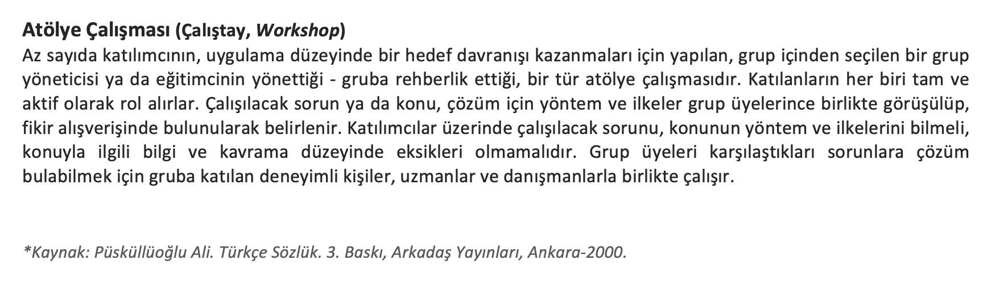 Atölye Çalışması (Çalıştay, Workshop)
Az sayıda katılımcının, uygulama düzeyinde bir hedef davranışı kazanmaları için yapılan, grup içinden seçilen bir grup
yöneticisi ya da eğitimcinin yönettiği - gruba rehberlik ettiği, bir tür atölye çalışmasıdır. Katılanların her biri tam ve
aktif olarak rol alırlar. Çalışılacak sorun ya da konu, çözüm için yöntem ve ilkeler grup üyelerince birlikte görüşülüp,
fikir alışverişinde bulunularak belirlenir. Katılımcılar üzerinde çalışılacak sorunu, konunun yöntem ve ilkelerini bilmeli,
konuyla ilgili bilgi ve kavrama düzeyinde eksikleri olmamalıdır. Grup üyeleri karşılaştıkları sorunlara çözüm
bulabilmek için gruba katılan deneyimli kişiler, uzmanlar ve danışmanlarla birlikte çalışır.
*Kaynak: Püsküllüoğlu Ali. Türkçe Sözlük. 3. Baskı, Arkadaş Yayınları, Ankara-2000.